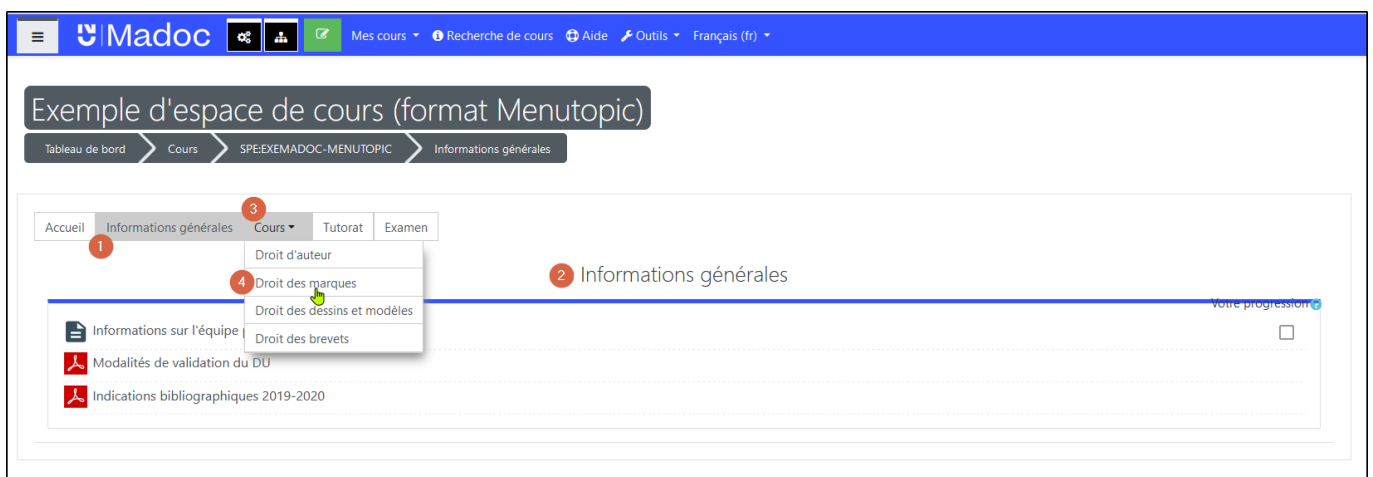 Madoc Mes cours Recherche de cours Aide Outils Français (fr)
Exemple d'espace de cours (format Menutopic)
Tableau de bord Cours SPE:EXEMADOC-MENUTOPIC Informations générales
3
Accueil Informations générales Cours Tutorat Examen
1
Droit d'auteur
2 Informations générales
4 Droit des marques
Votre progression
Droit des dessins et modèles
Informations sur l'équipe
Droit des brevets
Modalités de validation du DU
Indications bibliographiques 2019-2020